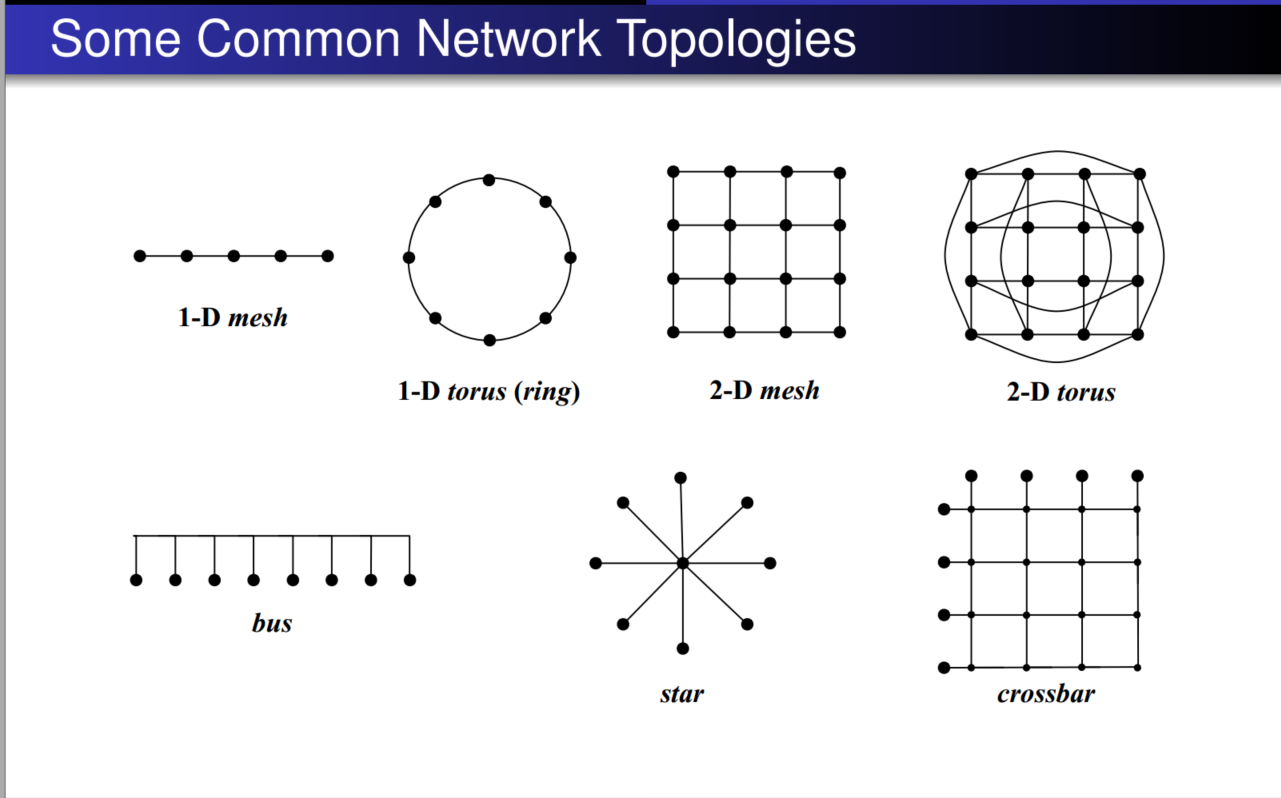 Some Common Network Topologies
1-D mesh
1-D torus (ring)
2-D mesh
2-D torus
bus
star
crossbar